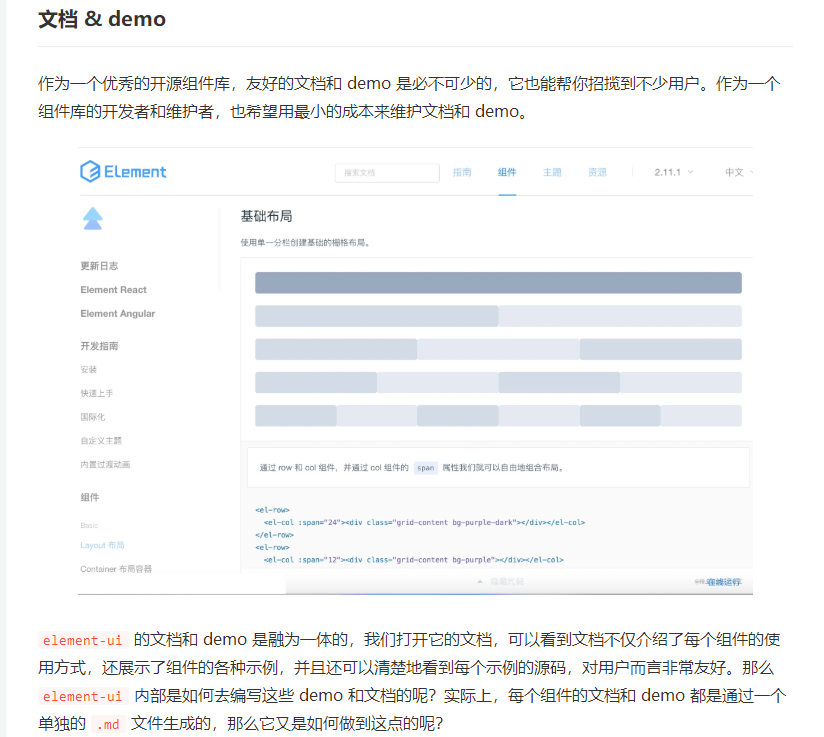 文档 & demo
作为一个优秀的开源组件库，友好的文档和 demo 是必不可少的，它也能帮你招揽到不少用户。作为一个
组件库的开发者和维护者，也希望用最小的成本来维护文档和 demo。
Element
搜索文档
指南
组件
主题
资源
2.11.1
中文
基础布局
使用单一分栏创建基础的栅格布局。
更新日志
Element React
Element Angular
开发指南
安装
快速上手
国际化
自定义主题
内置过渡动画
组件
Basic
Layout 布局
Container 布局容器
通过 row 和 col 组件，并通过 col 组件的 span 属性我们就可以自由地组合布局。
<el-row>
<el-col :span="24"><div class="grid-content bg-purple-dark"></div></el-col>
</el-row>
<el-row>
<el-col :span="12"><div class="grid-content bg-purple"></div></el-col>
隐藏代码
在线运行
element-ui 的文档和 demo 是融为一体的，我们打开它的文档，可以看到文档不仅介绍了每个组件的使
用方式，还展示了组件的各种示例，并且还可以清楚地看到每个示例的源码，对用户而言非常友好。那么
element-ui 内部是如何去编写这些 demo 和文档的呢？实际上，每个组件的文档和 demo 都是通过一个
单独的 .md 文件生成的，那么它又是如何做到这点的呢？